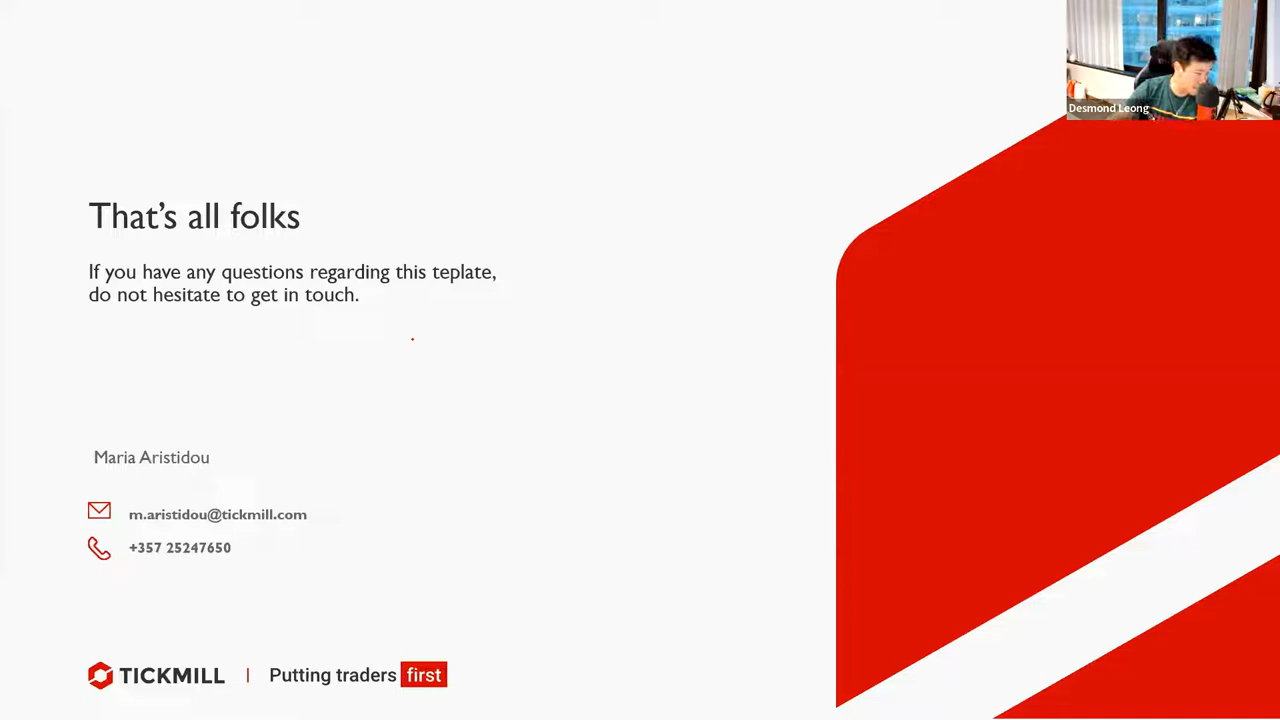 Desmond Leong
That's all folks
If you have any questions regarding this teplate,
do not hesitate to get in touch.
Maria Aristidou
m.aristidou@tickmill.com
+357 25247650
TICKMILL | Putting traders first